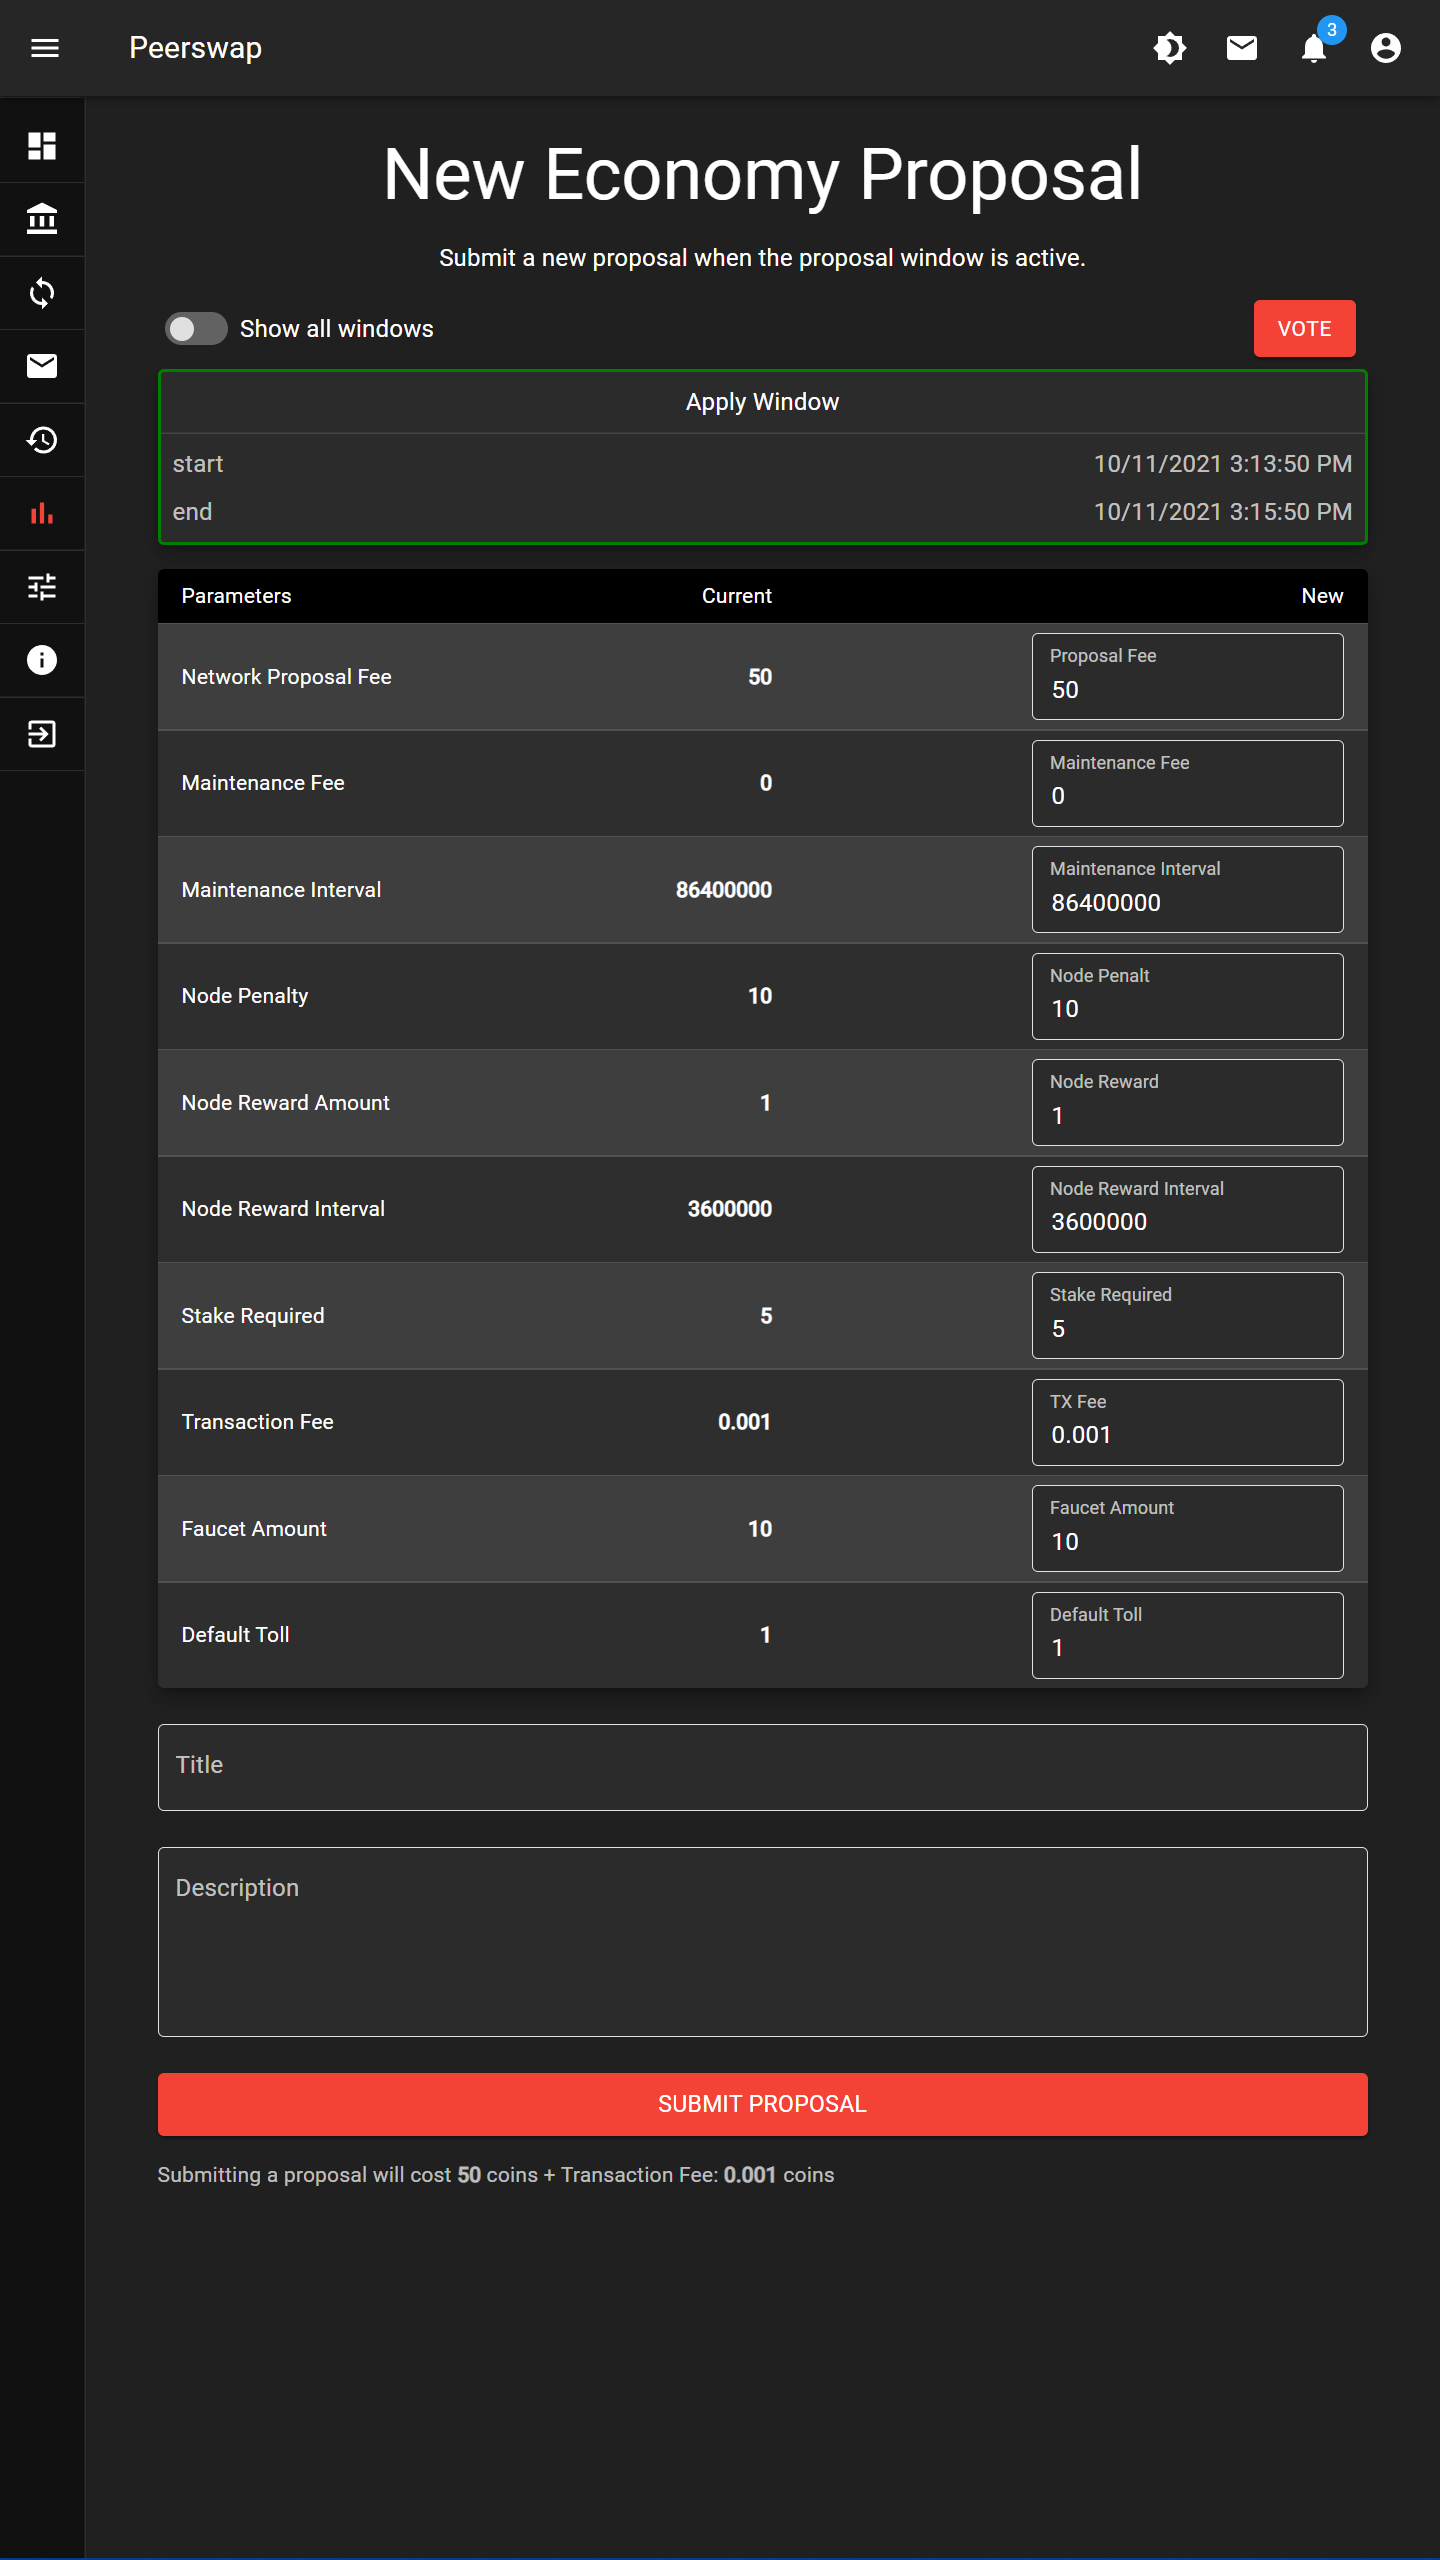 Peerswap
3
New Economy Proposal
Submit a new proposal when the proposal window is active.
Show all windows
VOTE
Apply Window
start 10/11/2021 3:13:50 PM
end 10/11/2021 3:15:50 PM
Parameters Current New
Proposal Fee
Network Proposal Fee 50 50
Maintenance Fee
Maintenance Fee 0 0
Maintenance Interval
Maintenance Interval 86400000 86400000
Node Penalt
Node Penalty 10 10
Node Reward
Node Reward Amount 1 1
Node Reward Interval
Node Reward Interval 3600000 3600000
Stake Required
Stake Required 5 5
TX Fee
Transaction Fee 0.001 0.001
Faucet Amount
Faucet Amount 10 10
Default Toll
Default Toll 1 1
Title
Description
SUBMIT PROPOSAL
Submitting a proposal will cost 50 coins + Transaction Fee: 0.001 coins